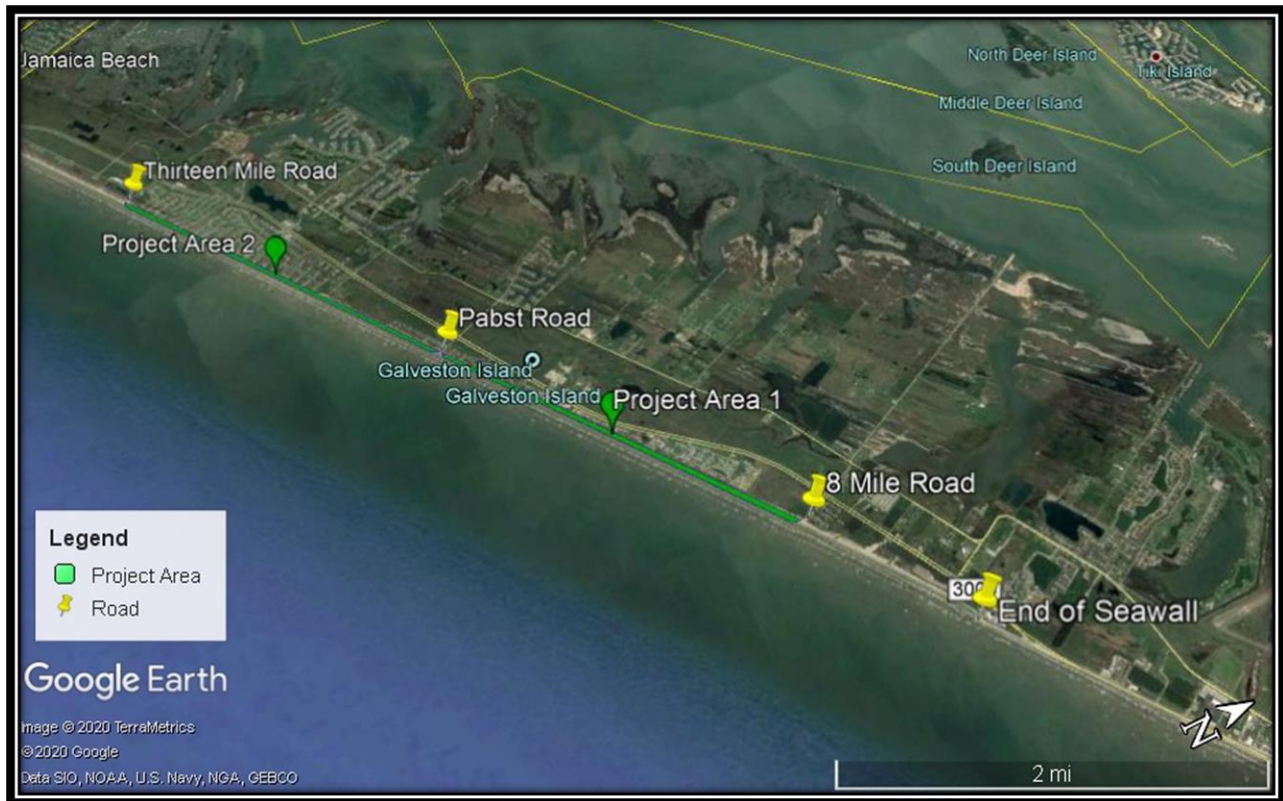 Jamaica Beach
North Deer Island
Tiki Island
Middle Deer Island
South Deer Island
Thirteen Mile Road
Project Area 2
Pabst Road
Galveston Island
Galveston Island
Project Area 1
8 Mile Road
End of Seawall
Legend
Project Area
Road
Google Earth
Image © 2020 TerraMetrics
© 2020 Google
Data SIO, NOAA, U.S. Navy, NGA, GEBCO
N
2 mi